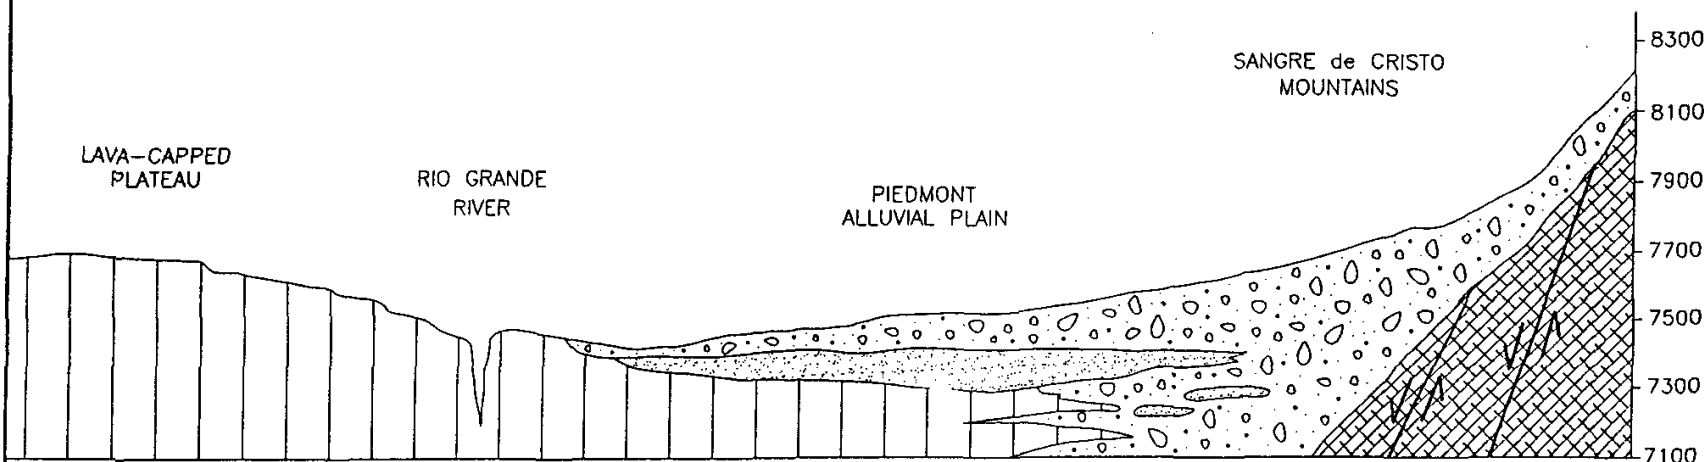 SANGRE de CRISTO
MOUNTAINS
LAVA-CAPPED
PLATEAU
RIO GRANDE
RIVER
PIEDMONT
ALLUVIAL PLAIN
8300
8100
7900
7700
7500
7300
7100